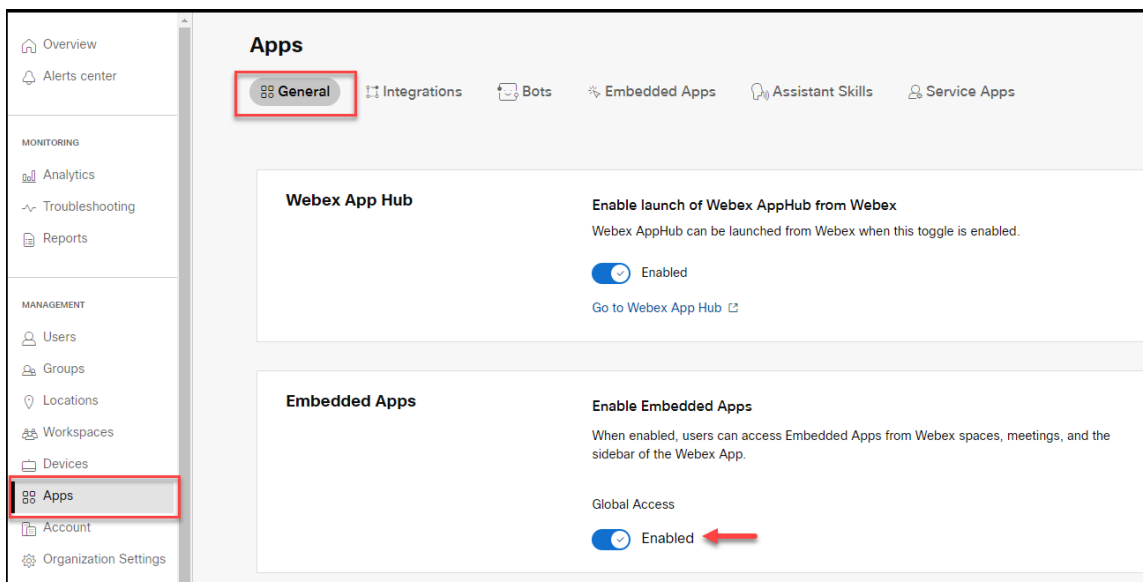 Overview
Alerts center
MONITORING
Analytics
Troubleshooting
Reports
MANAGEMENT
Users
Groups
Locations
Workspaces
Devices
Apps
Account
Organization Settings
Apps
General Integrations Bots Embedded Apps Assistant Skills Service Apps
Webex App Hub
Enable launch of Webex AppHub from Webex
Webex AppHub can be launched from Webex when this toggle is enabled.
Enabled
Go to Webex App Hub
Embedded Apps
Enable Embedded Apps
When enabled, users can access Embedded Apps from Webex spaces, meetings, and the
sidebar of the Webex App.
Global Access
Enabled